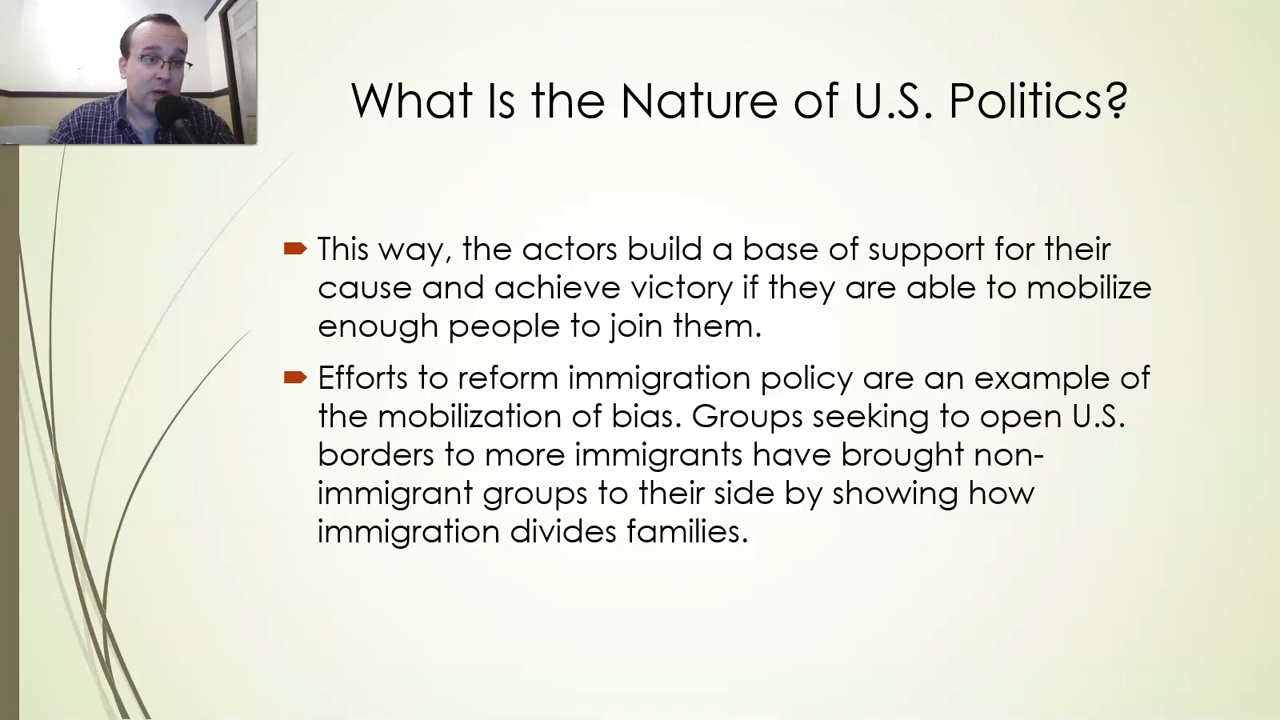 What Is the Nature of U.S. Politics?
This way, the actors build a base of support for their
cause and achieve victory if they are able to mobilize
enough people to join them.
Efforts to reform immigration policy are an example of
the mobilization of bias. Groups seeking to open U.S.
borders to more immigrants have brought non-
immigrant groups to their side by showing how
immigration divides families.